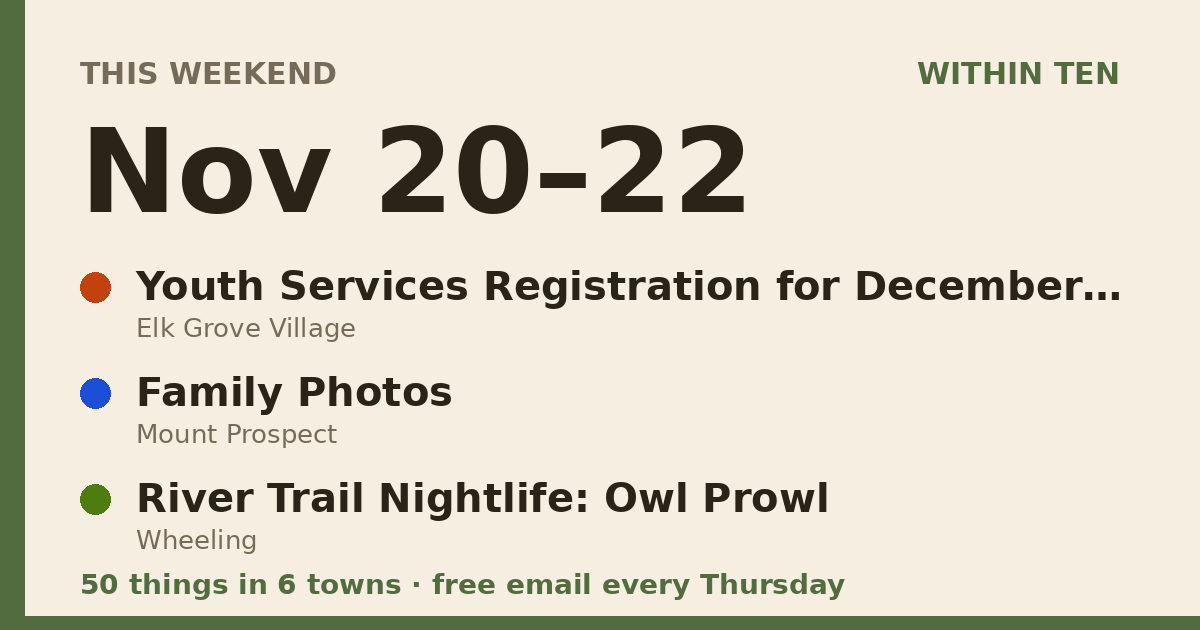 THIS WEEKEND
WITHIN TEN
Nov 20–22
Youth Services Registration for December…
Elk Grove Village
Family Photos
Mount Prospect
River Trail Nightlife: Owl Prowl
Wheeling
50 things in 6 towns · free email every Thursday